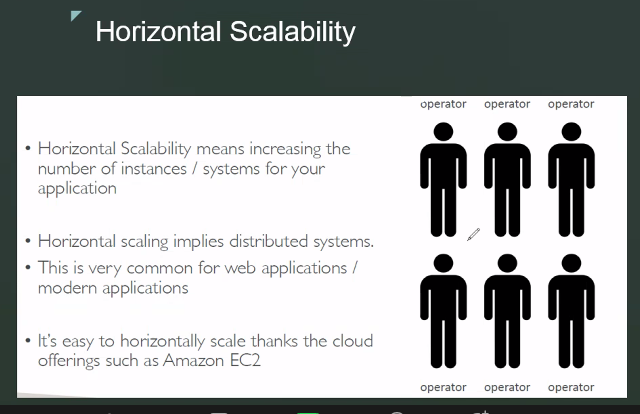 Horizontal Scalability
operator operator operator
• Horizontal Scalability means increasing the
number of instances / systems for your
application
• Horizontal scaling implies distributed systems.
• This is very common for web applications /
modern applications
• It's easy to horizontally scale thanks the cloud
offerings such as Amazon EC2
operator operator operator